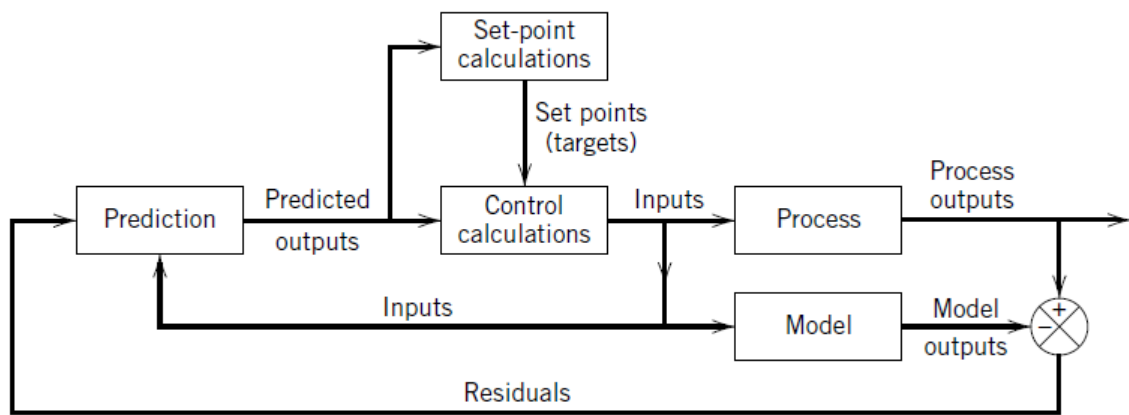 Set-point
calculations
Set points
(targets)
Process
outputs
Prediction
Predicted
outputs
Control
calculations
Inputs
Process
Inputs
Model
Model
outputs
+
−
Residuals